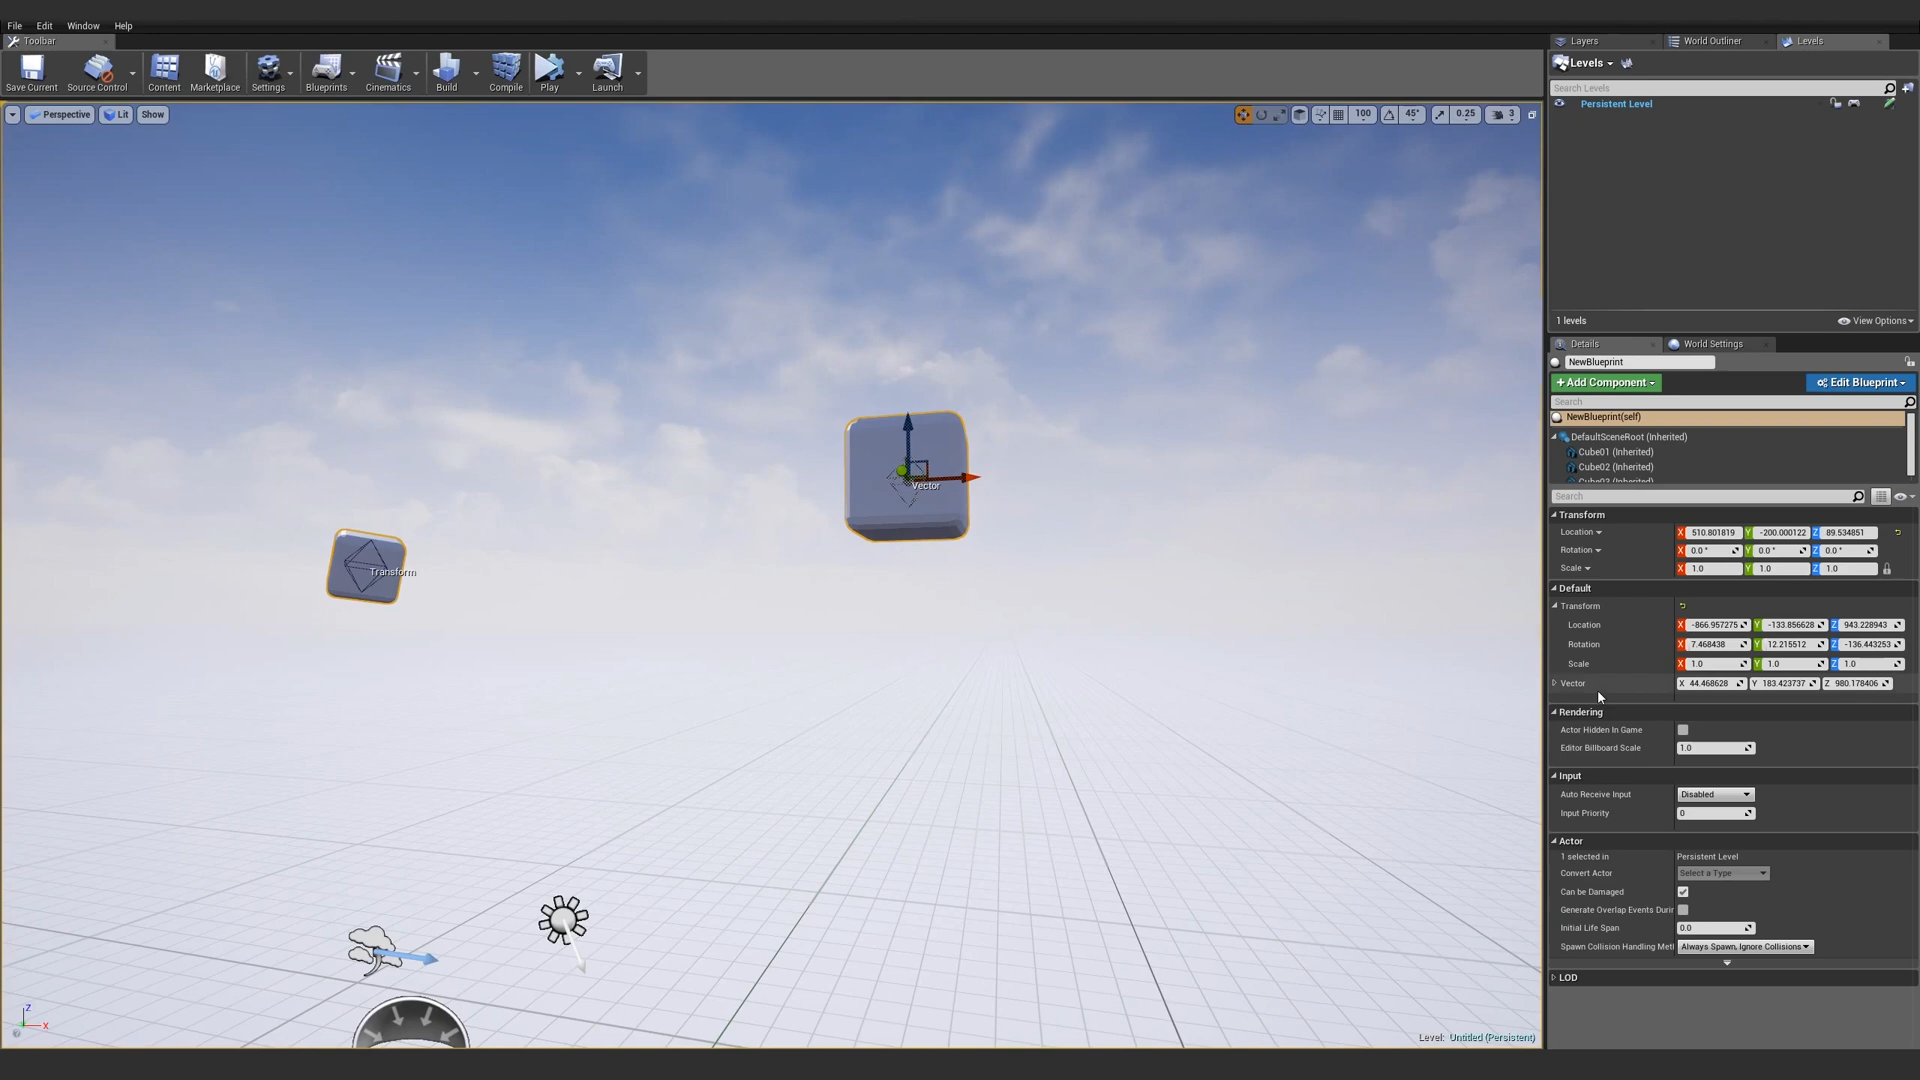 File Edit Window Help
Toolbar
Save Current Source Control Content Marketplace Settings Blueprints Cinematics Build Compile Play Launch
Perspective Lit Show 100 45° 0.25 3
Transform
Vector
Level: Untitled (Persistent)
Z
X
Layers World Outliner Levels
Levels
Search Levels
Persistent Level
1 levels View Options
Details World Settings
NewBlueprint
+Add Component Edit Blueprint
Search
NewBlueprint(self)
DefaultSceneRoot (Inherited)
Cube01 (Inherited)
Cube02 (Inherited)
Cube03 (Inherited)
Search
Transform
Location X 510.801819 Y -200.000122 Z 89.534851
Rotation X 0.0 ° Y 0.0 ° Z 0.0 °
Scale X 1.0 Y 1.0 Z 1.0
Default
Transform
Location X -866.957275 Y -133.856628 Z 943.228943
Rotation X 7.468438 Y 12.215512 Z -136.443253
Scale X 1.0 Y 1.0 Z 1.0
Vector X 44.468628 Y 183.423737 Z 980.178406
Rendering
Actor Hidden In Game
Editor Billboard Scale 1.0
Input
Auto Receive Input Disabled
Input Priority 0
Actor
1 selected in Persistent Level
Convert Actor Select a Type
Can be Damaged
Generate Overlap Events Durin
Initial Life Span 0.0
Spawn Collision Handling Met Always Spawn, Ignore Collisions
LOD